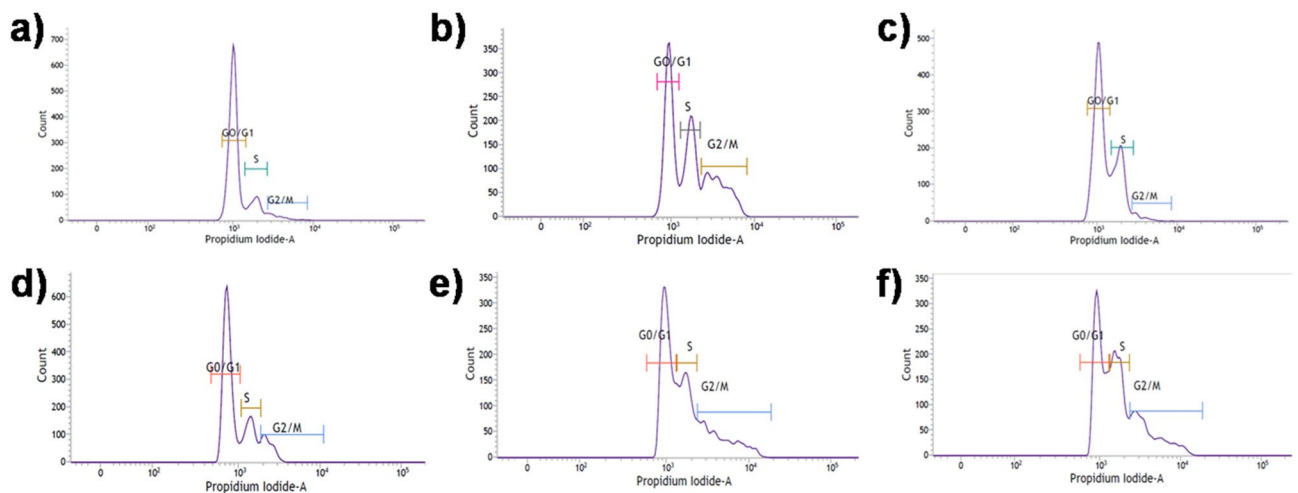 a)
700
600
500
400
300
200
100
0
Count
G0/G1
S
G2/M
0 10² 10³ 10⁴ 10⁵
Propidium Iodide-A
b)
350
300
250
200
150
100
50
0
Count
G0/G1
S
G2/M
0 10² 10³ 10⁴ 10⁵
Propidium Iodide-A
c)
500
400
300
200
100
0
Count
G0/G1
S
G2/M
0 10² 10³ 10⁴ 10⁵
Propidium Iodide-A
d)
600
500
400
300
200
100
0
Count
G0/G1
S
G2/M
0 10² 10³ 10⁴ 10⁵
Propidium Iodide-A
e)
350
300
250
200
150
100
50
0
Count
G0/G1
S
G2/M
0 10² 10³ 10⁴ 10⁵
Propidium Iodide-A
f)
350
300
250
200
150
100
50
0
Count
G0/G1
S
G2/M
0 10² 10³ 10⁴ 10⁵
Propidium Iodide-A